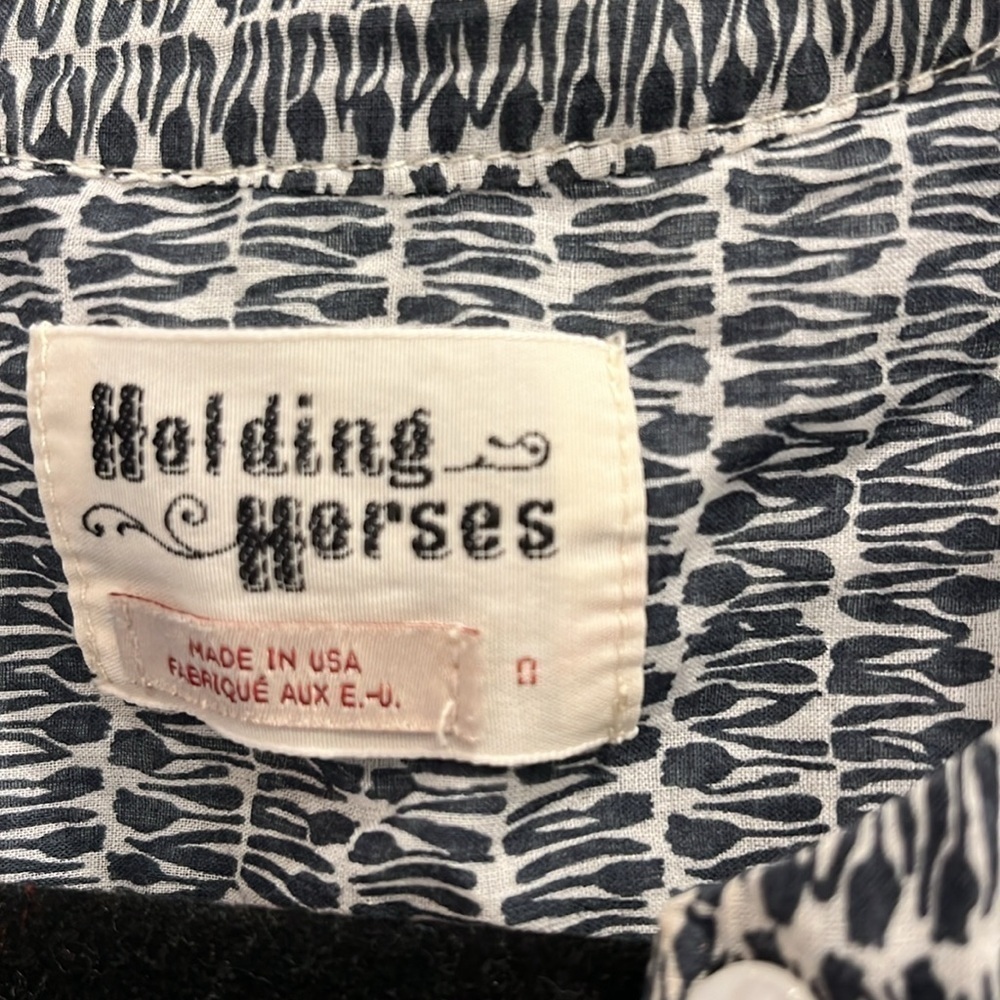 Holding
Horses
MADE IN USA
FABRIQUÉ AUX E.-U.
0